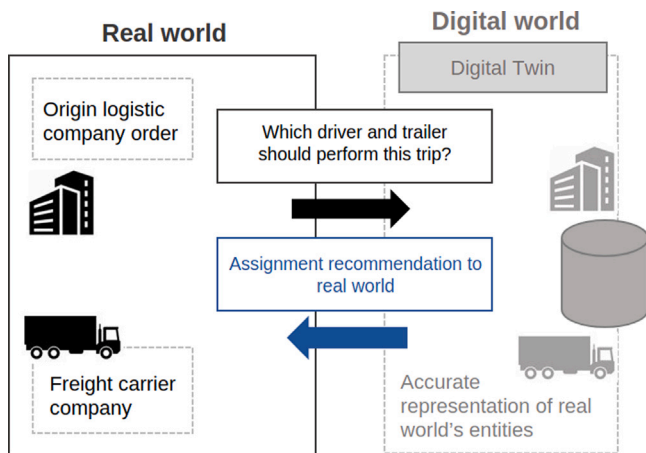 Real world
Digital world
Digital Twin
Origin logistic
company order
Which driver and trailer
should perform this trip?
Assignment recommendation to
real world
Freight carrier
company
Accurate
representation of real
world's entities